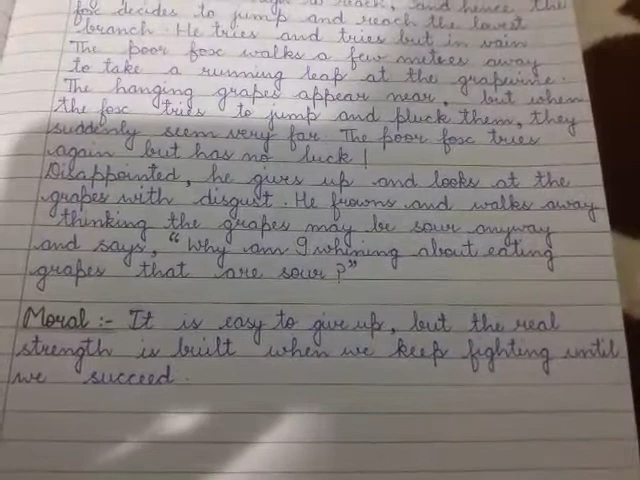 to reach, and hence the
fox decides to jump and reach the lowest
branch. He tries and tries but in vain
The poor fox walks a few metres away
to take a running leap at the grapevine.
The hanging grapes appear near, but when
the fox tries to jump and pluck them, they
suddenly seem very far. The poor fox tries
again but has no luck!
Disappointed, he gives up and looks at the
grapes with disgust. He frowns and walks away
thinking the grapes may be sour anyway
and says, "Why am I whining about eating
grapes that are sour?"
Moral :- It is easy to give up, but the real
strength is built when we keep fighting until
we succeed.